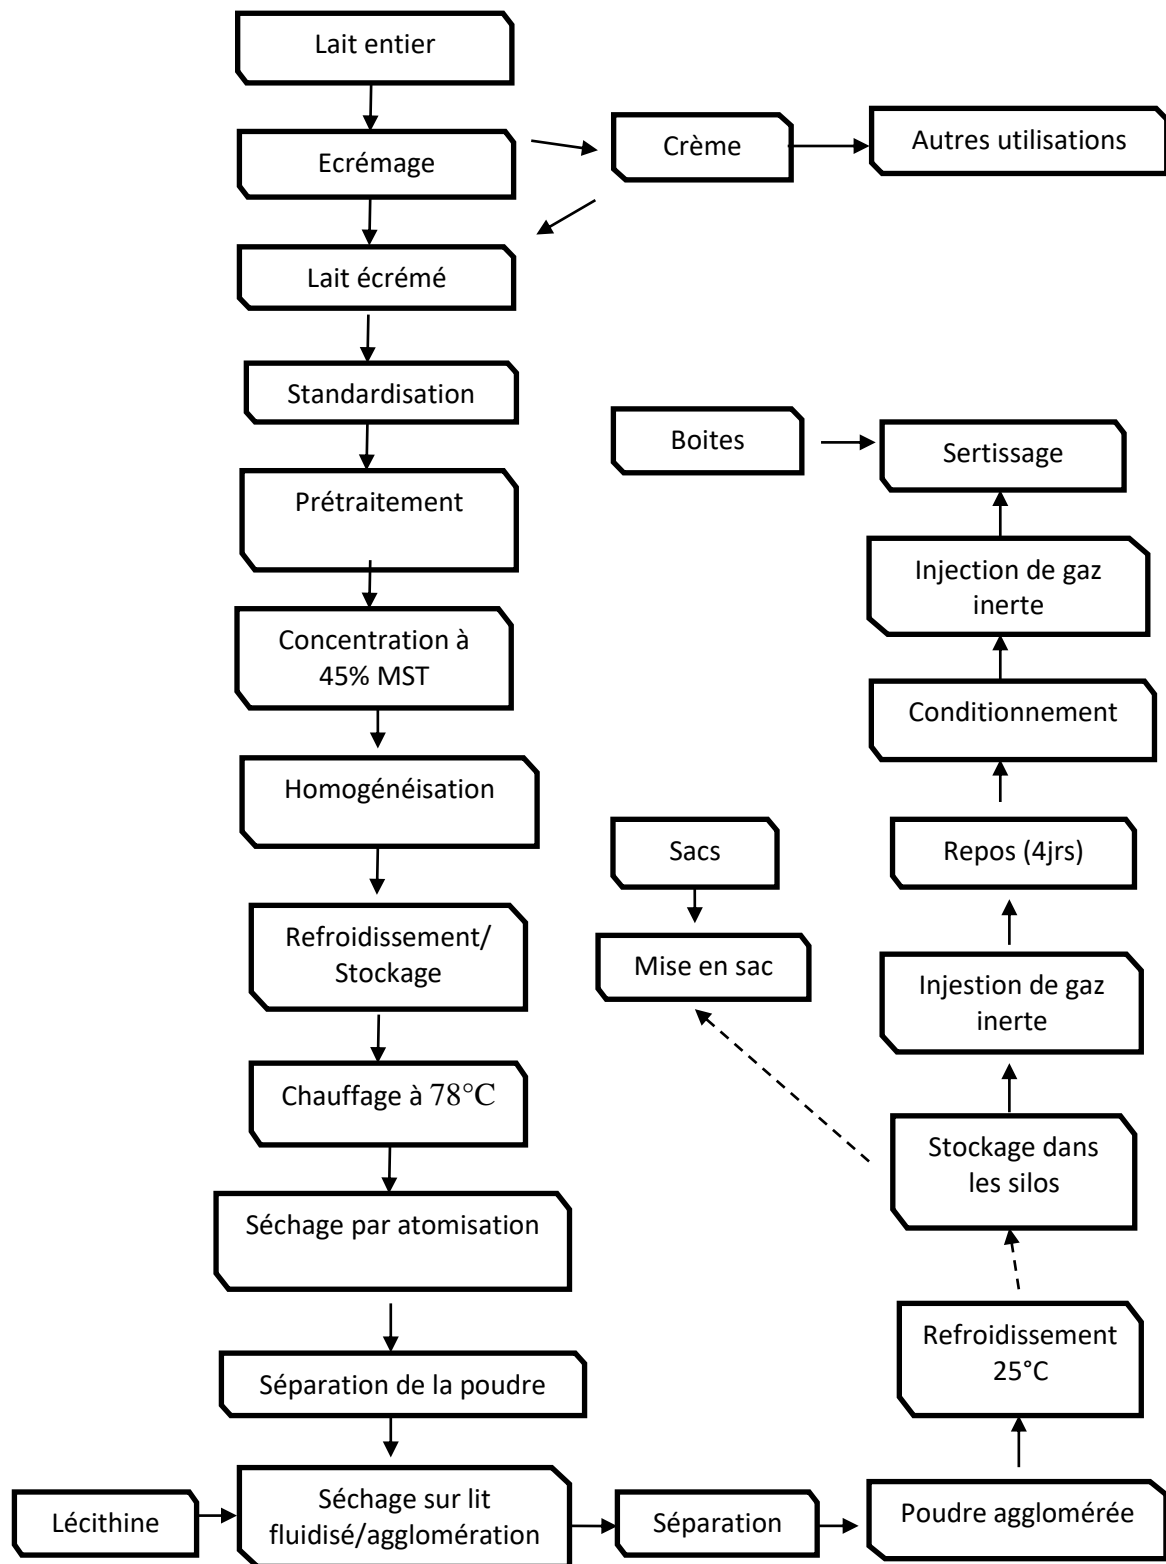 Lait entier
Ecrémage
Crème
Autres utilisations
Lait écrémé
Standardisation
Prétraitement
Concentration à
45% MST
Homogénéisation
Refroidissement/
Stockage
Chauffage à 78°C
Séchage par atomisation
Séparation de la poudre
Lécithine
Séchage sur lit
fluidisé/agglomération
Séparation
Poudre agglomérée
Refroidissement
25°C
Stockage dans
les silos
Sacs
Mise en sac
Injestion de gaz
inerte
Repos (4jrs)
Conditionnement
Injection de gaz
inerte
Boites
Sertissage